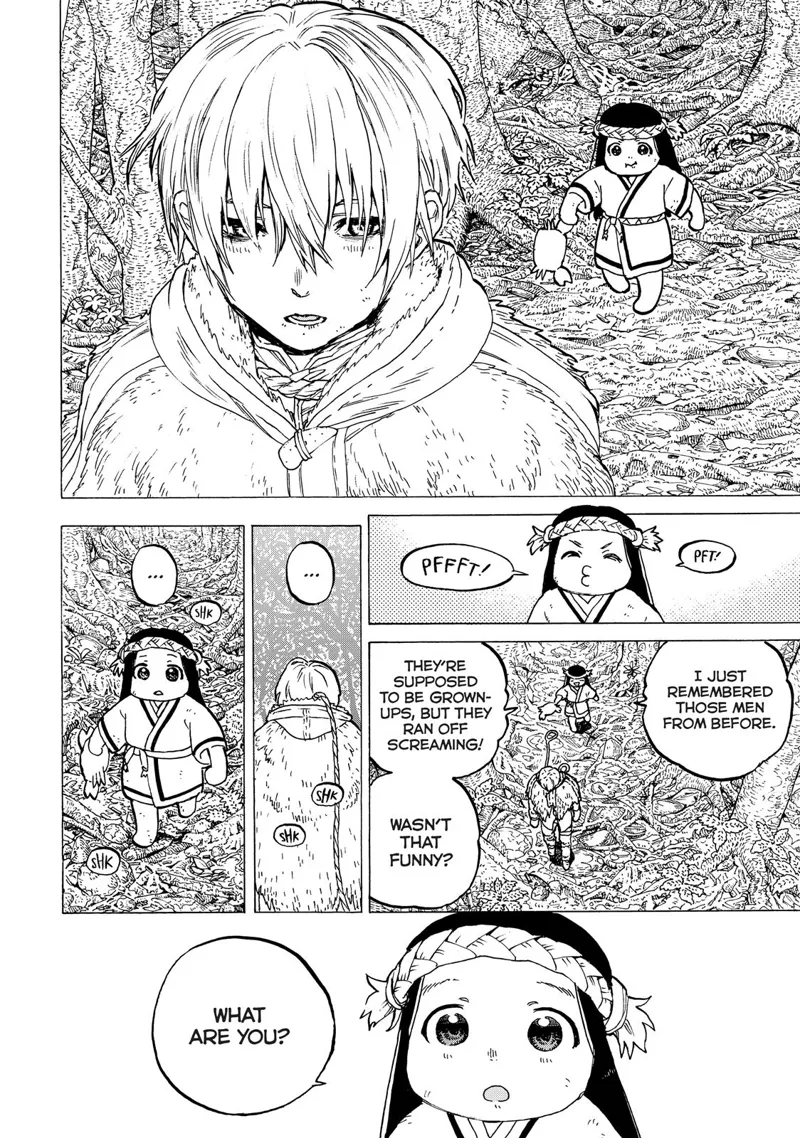 PFFFT!
PFT!
I JUST
REMEMBERED
THOSE MEN
FROM BEFORE.
THEY'RE
SUPPOSED
TO BE GROWN-
UPS, BUT THEY
RAN OFF
SCREAMING!
WASN'T
THAT
FUNNY?
...
SHK
SHK
...
SHK
SHK
WHAT
ARE YOU?